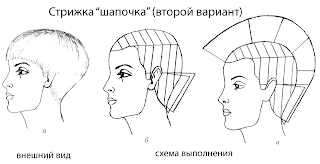 Стрижка “шапочка” (второй вариант)
а
б
в
внешний вид
схема выполнения